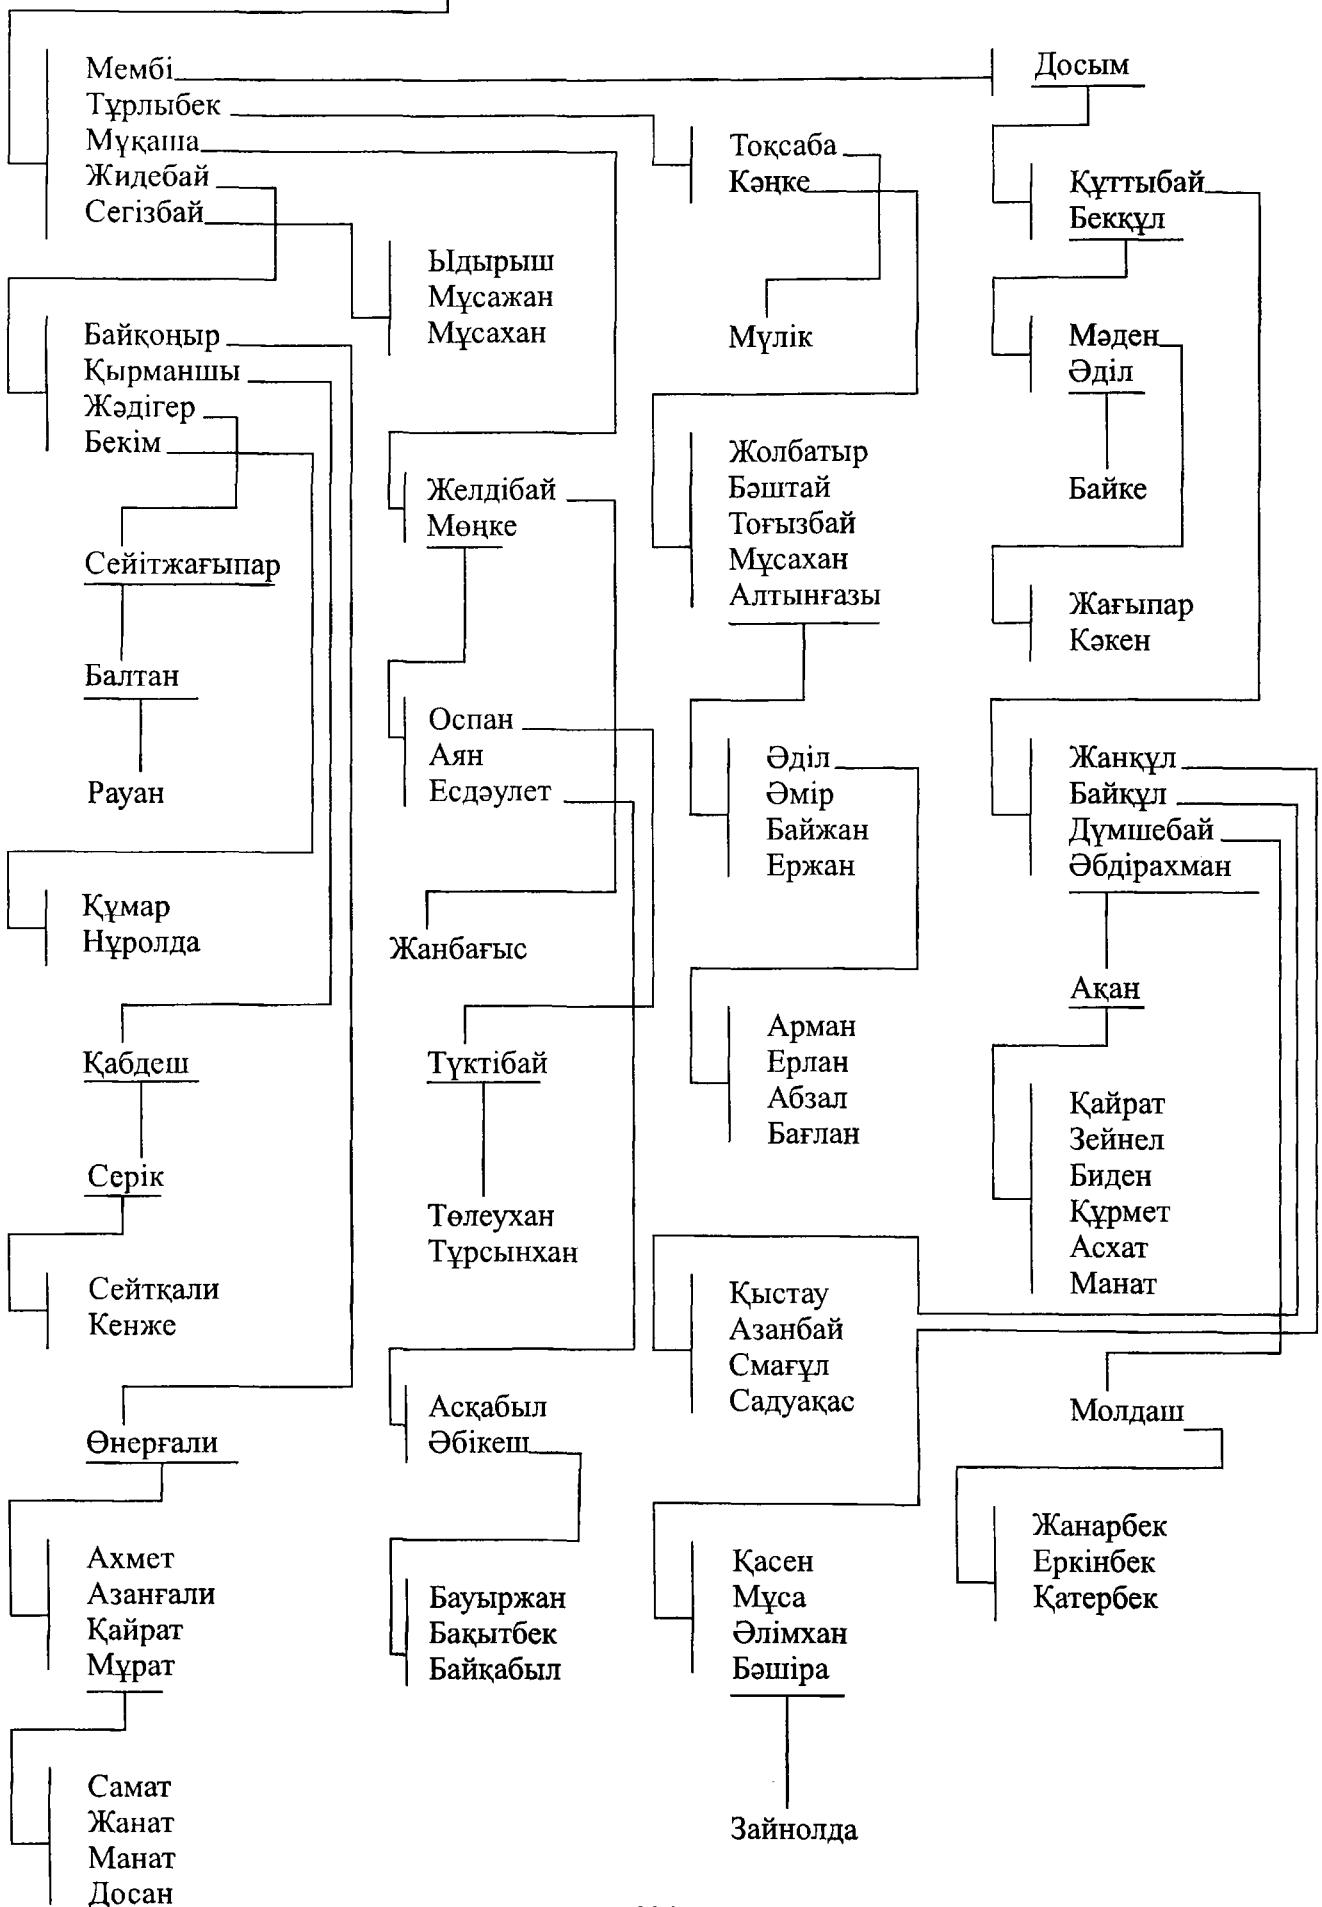 Мембі
Тұрлыбек
Мұқаша
Жидебай
Сегізбай
Досым
Тоқсаба
Кәңке
Құттыбай
Бекқұл
Ыдырыш
Мұсажан
Мұсахан
Мүлік
Байқоңыр
Қырманшы
Жәдігер
Бекім
Мәден
Әділ
Байке
Желдібай
Мөңке
Жолбатыр
Бәштай
Тоғызбай
Мұсахан
Алтынғазы
Сейітжағыпар
Балтан
Рауан
Жағыпар
Кәкен
Оспан
Аян
Есдәулет
Әділ
Әмір
Байжан
Ержан
Жанқұл
Байқұл
Дүмшебай
Әбдірахман
Құмар
Нұролда
Жанбағыс
Ақан
Қабдеш
Түктібай
Арман
Ерлан
Абзал
Бағлан
Қайрат
Зейнел
Биден
Құрмет
Асхат
Манат
Серік
Төлеухан
Тұрсынхан
Сейтқали
Кенже
Қыстау
Азанбай
Смағұл
Садуақас
Асқабыл
Әбікеш
Молдаш
Өнерғали
Ахмет
Азанғали
Қайрат
Мұрат
Бауыржан
Бақытбек
Байқабыл
Қасен
Мұса
Әлімхан
Бәшіра
Жанарбек
Еркінбек
Қатербек
Самат
Жанат
Манат
Досан
Зайнолда